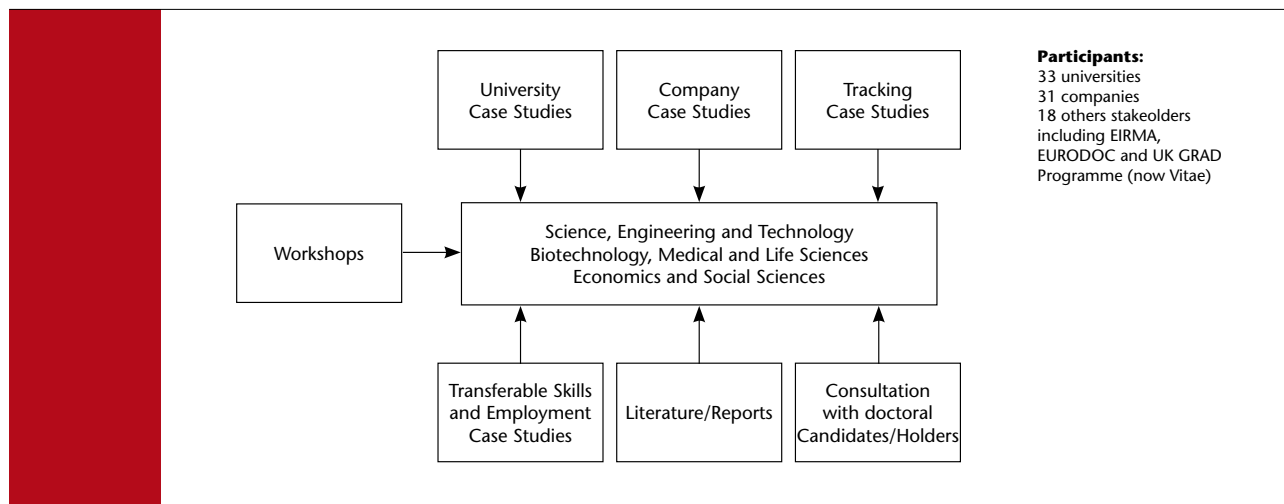 University
Case Studies
Company
Case Studies
Tracking
Case Studies
Participants:
33 universities
31 companies
18 others stakeolders
including EIRMA,
EURODOC and UK GRAD
Programme (now Vitae)
Workshops
Science, Engineering and Technology
Biotechnology, Medical and Life Sciences
Economics and Social Sciences
Transferable Skills
and Employment
Case Studies
Literature/Reports
Consultation
with doctoral
Candidates/Holders